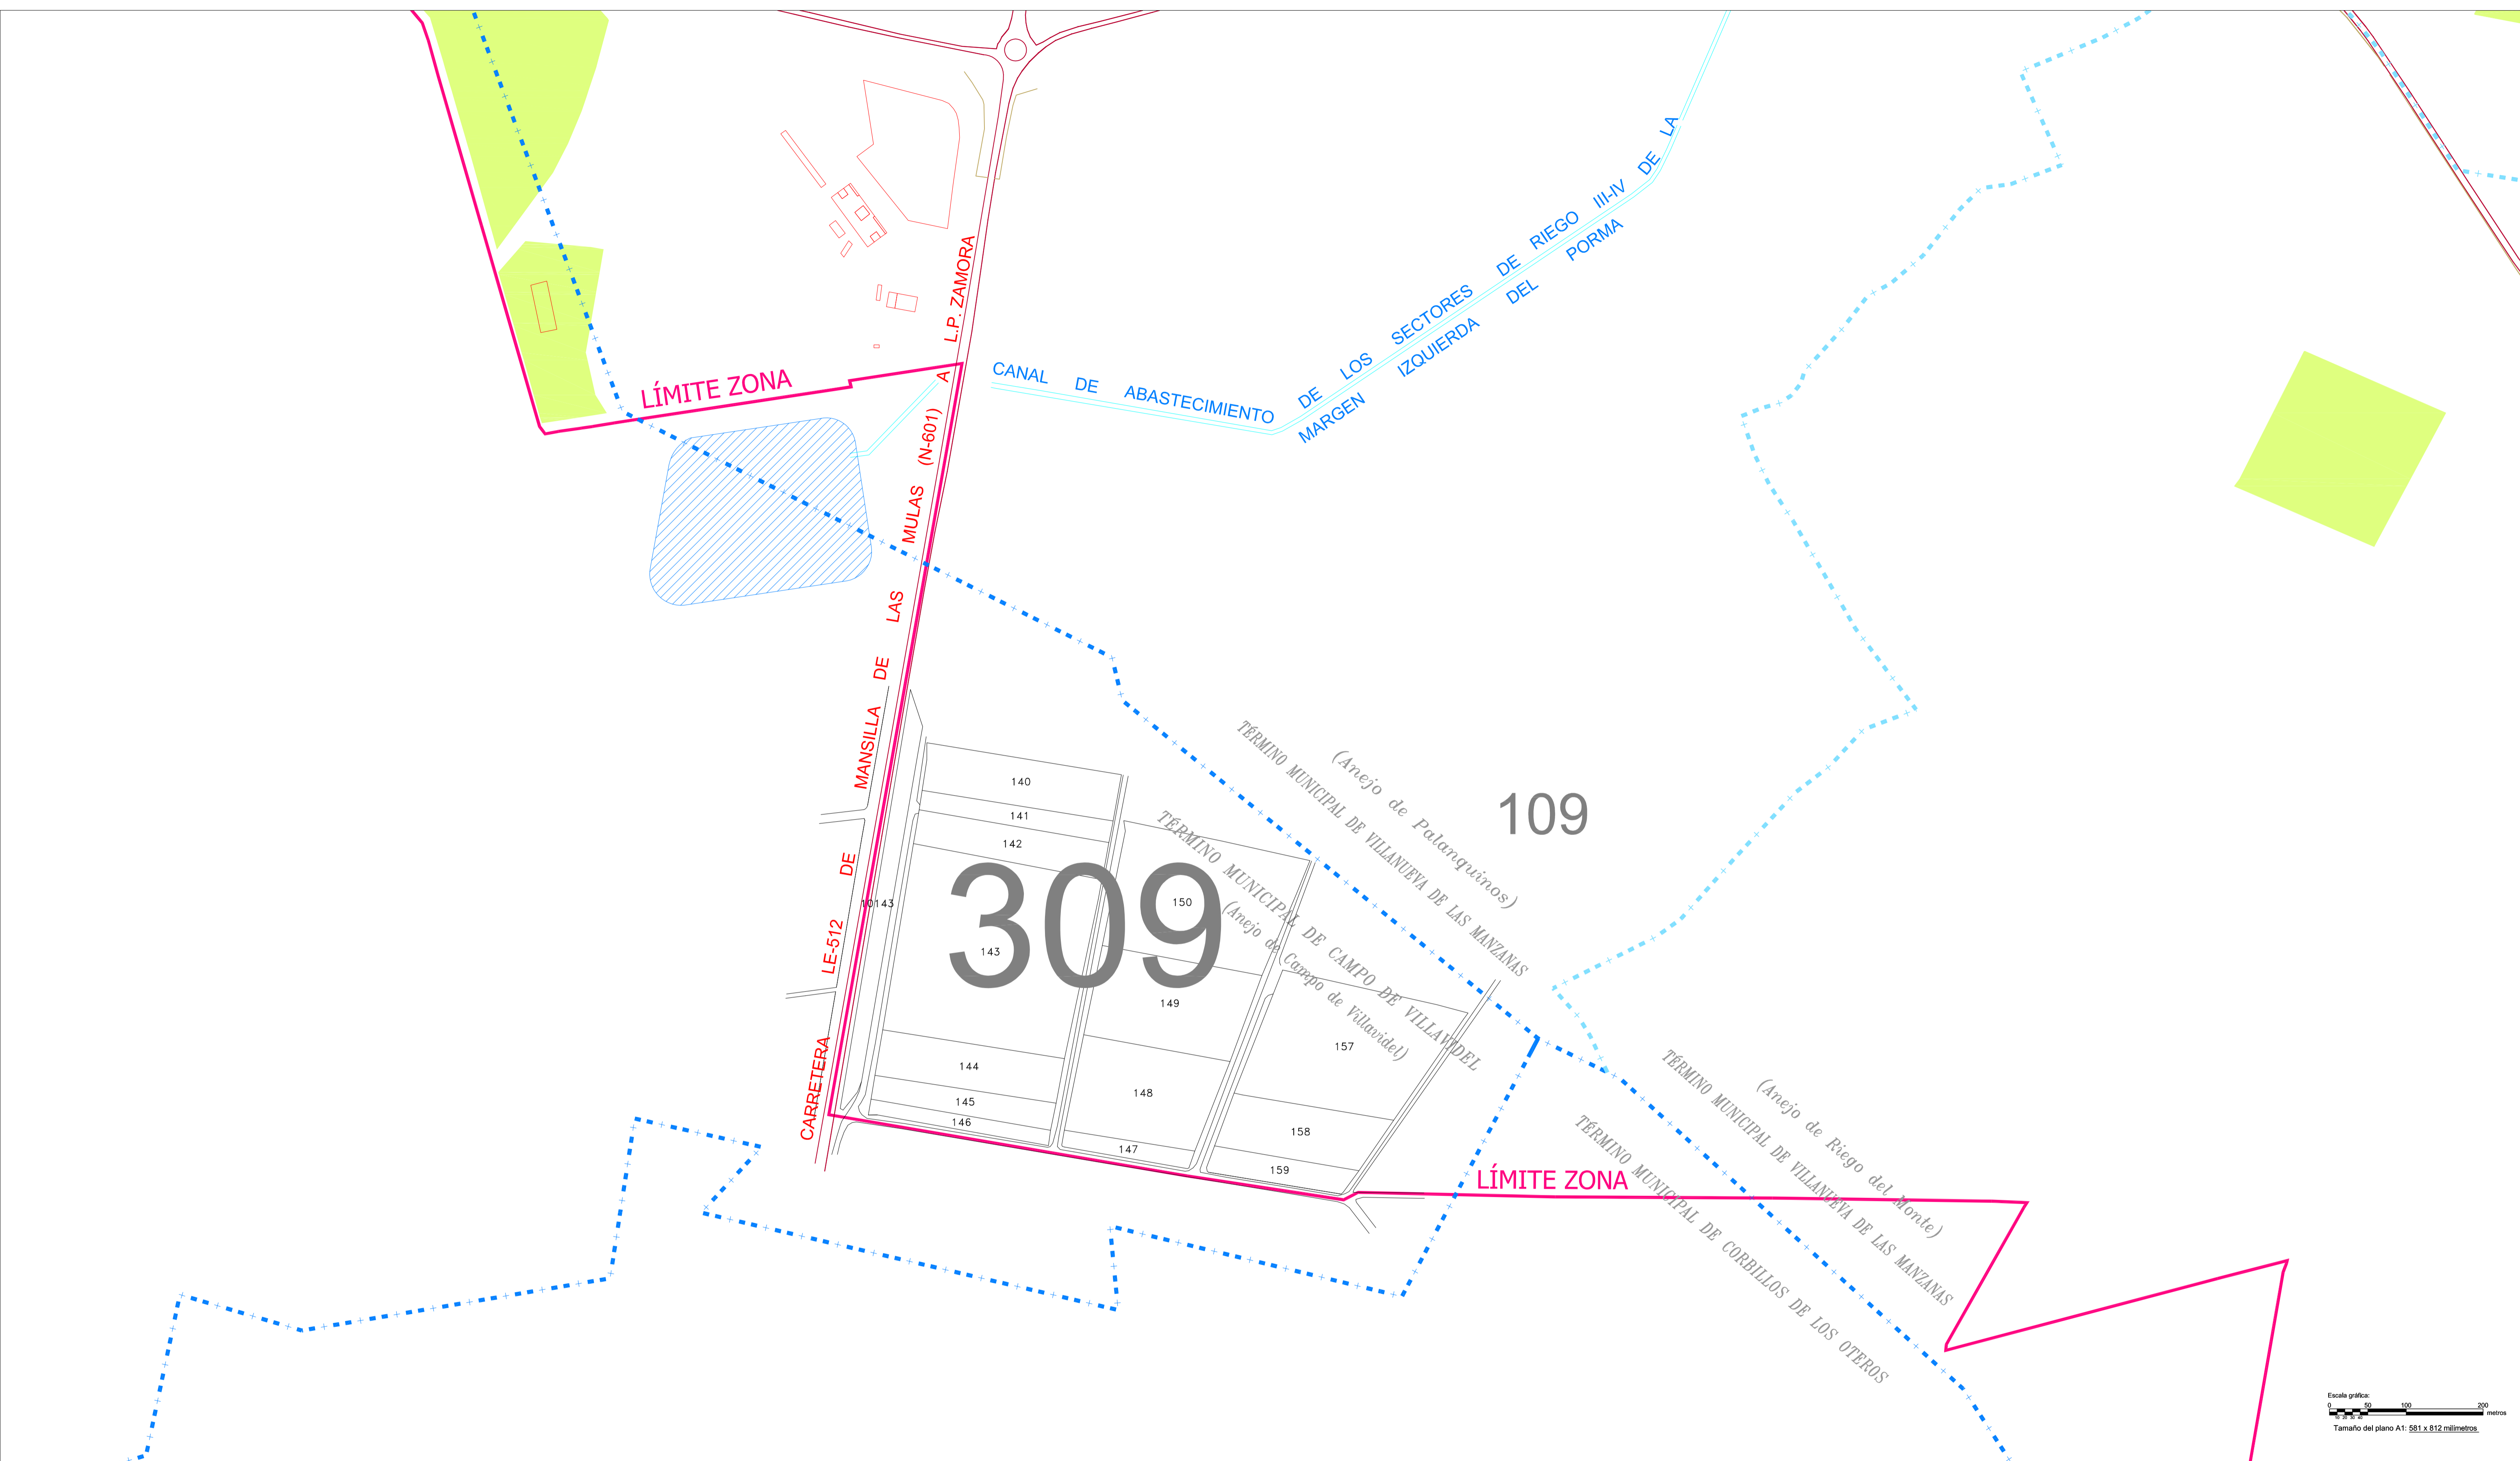 CARRETERA LE-512 DE MANSILLA DE LAS MULAS (N-601) A L.P. ZAMORA
LÍMITE ZONA
CANAL DE ABASTECIMIENTO DE LOS SECTORES DE RIEGO III-IV DE LA
MARGEN IZQUIERDA DEL PORMA
(Anejo de Palanquinos)
TÉRMINO MUNICIPAL DE VILLANUEVA DE LAS MANZANAS
109
TÉRMINO MUNICIPAL DE CAMPO DE VILLAVIDEL
(Anejo de Campo de Villavidel)
309
140
141
142
10143
143
144
145
146
150
149
148
147
157
158
159
(Anejo de Riego del Monte)
TÉRMINO MUNICIPAL DE VILLANUEVA DE LAS MANZANAS
TÉRMINO MUNICIPAL DE CORBILLOS DE LOS OTEROS
LÍMITE ZONA
Escala gráfica:
0 50 100 200
metros
10 20 30 40
Tamaño del plano A1: 581 x 812 milímetros